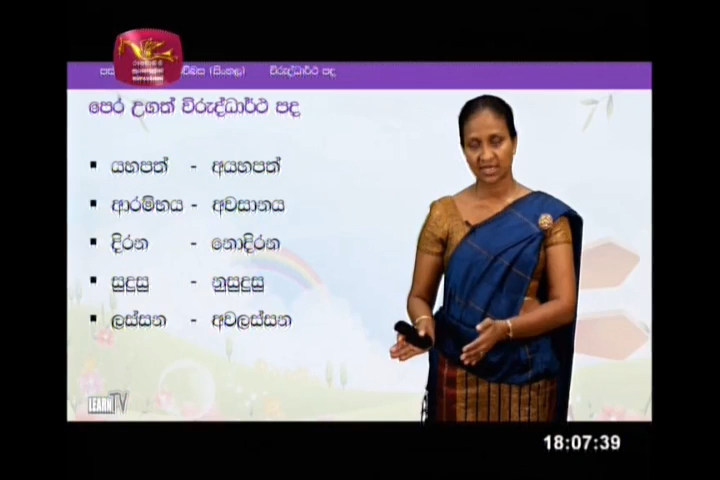 (සිංහල) විරුද්ධාර්ථ පද
පෙර උගත් විරුද්ධාර්ථ පද
▪ යහපත් - අයහපත්
▪ ආරම්භය - අවසානය
▪ දිරන - නොදිරන
▪ සුදුසු - නුසුදුසු
▪ ලස්සන - අවලස්සන
LEARN TV
18:07:39